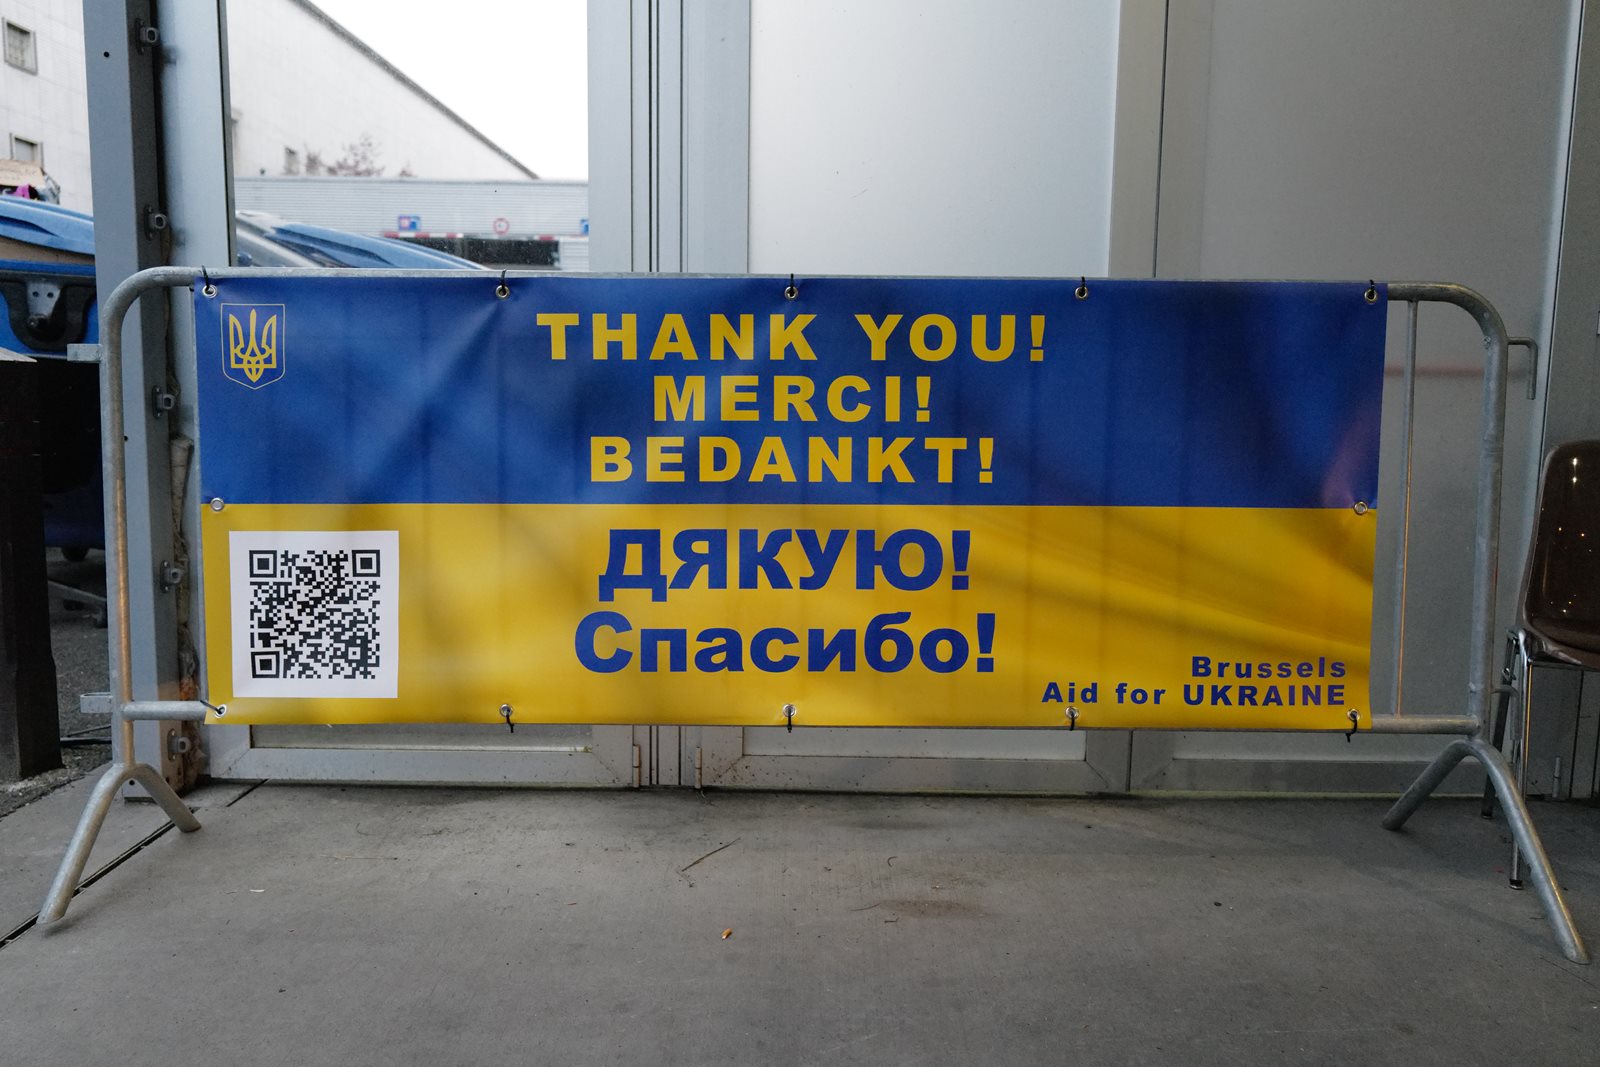 THANK YOU!
MERCI!
BEDANKT!
ДЯКУЮ!
Спасибо!
Brussels
Aid for UKRAINE